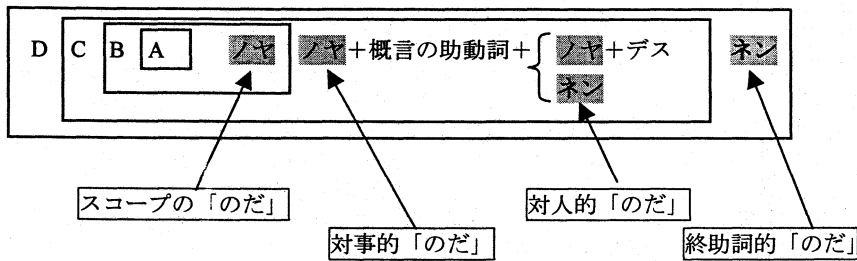 D C B A ノヤ ノヤ＋概言の助動詞＋ ノヤ＋デス ネン
ネン
スコープの「のだ」 対人的「のだ」
対事的「のだ」 終助詞的「のだ」